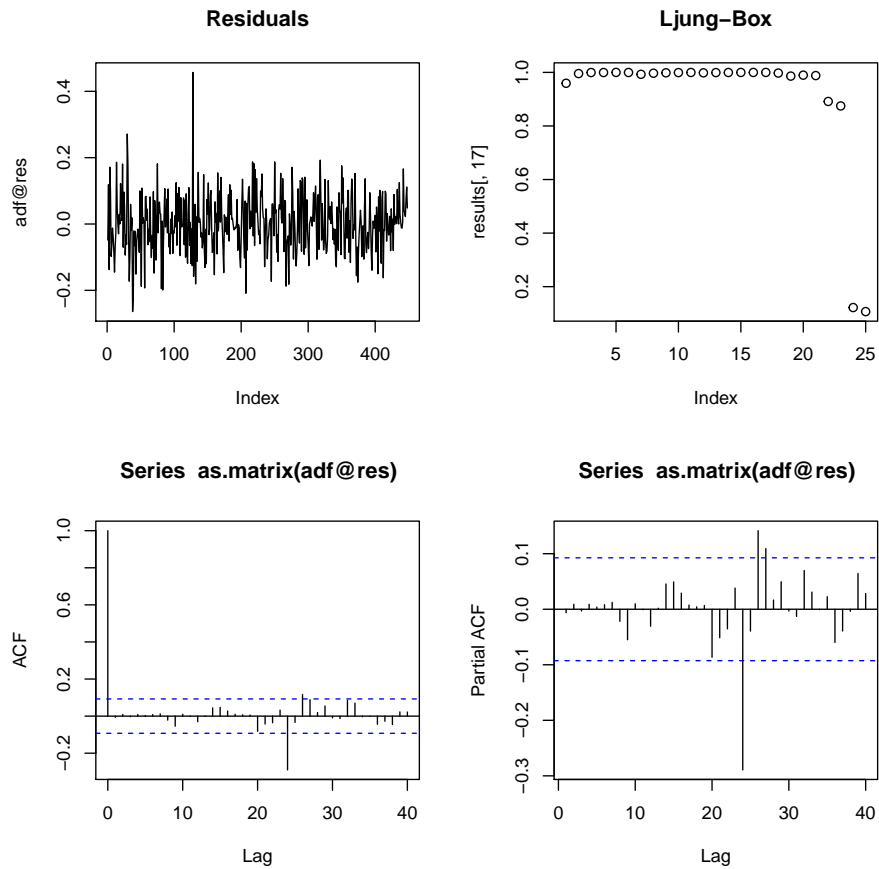 Residuals
adf@res
0.4
0.2
0.0
−0.2
0 100 200 300 400
Index
Ljung−Box
results[, 17]
1.0
0.8
0.6
0.4
0.2
5 10 15 20 25
Index
Series as.matrix(adf@res)
ACF
1.0
0.6
0.2
−0.2
0 10 20 30 40
Lag
Series as.matrix(adf@res)
Partial ACF
0.1
0.0
−0.1
−0.2
−0.3
0 10 20 30 40
Lag